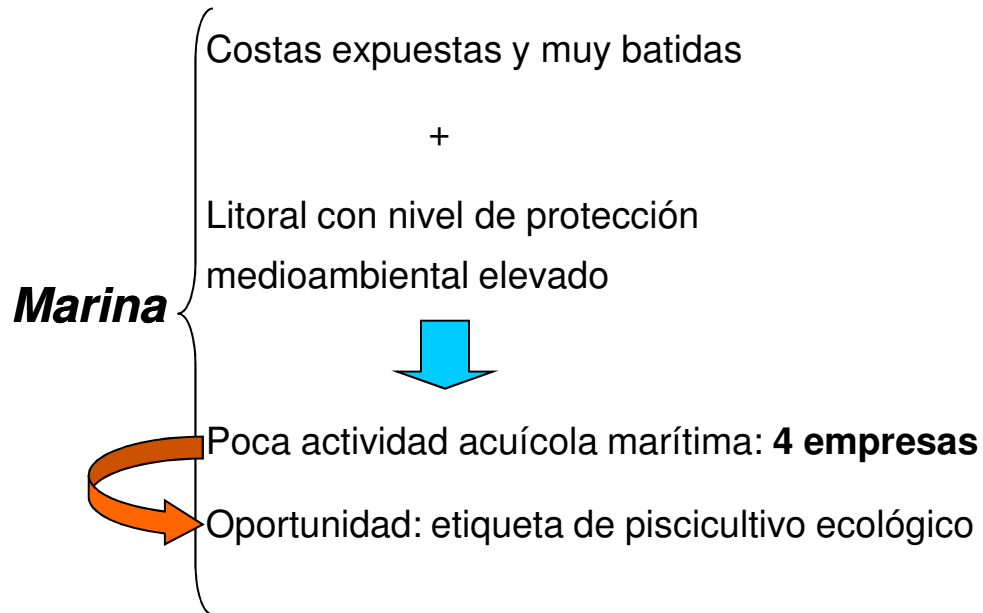 Costas expuestas y muy batidas
+
Litoral con nivel de protección
medioambiental elevado
Marina
Poca actividad acuícola marítima: 4 empresas
Oportunidad: etiqueta de piscicultivo ecológico